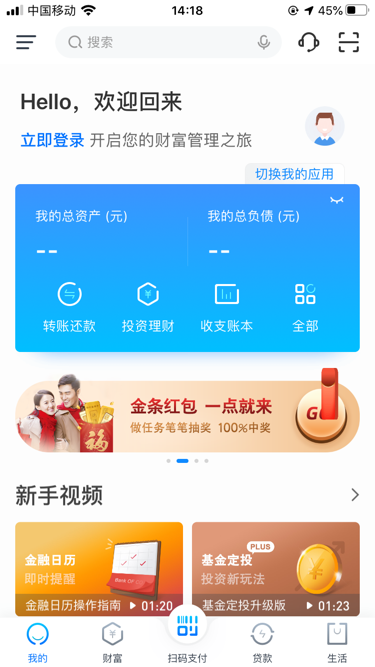 中国移动 14:18 45%
搜索
Hello，欢迎回来
立即登录 开启您的财富管理之旅
切换我的应用
我的总资产 (元) 我的总负债 (元)
-- --
转账还款 投资理财 收支账本 全部
金条红包 一点就来 GO
做任务笔笔抽奖 100%中奖
福
新手视频
金融日历
即时提醒
金融日历操作指南 01:20
基金定投 PLUS
投资新玩法
基金定投升级版 01:23
我的 财富 扫码支付 贷款 生活